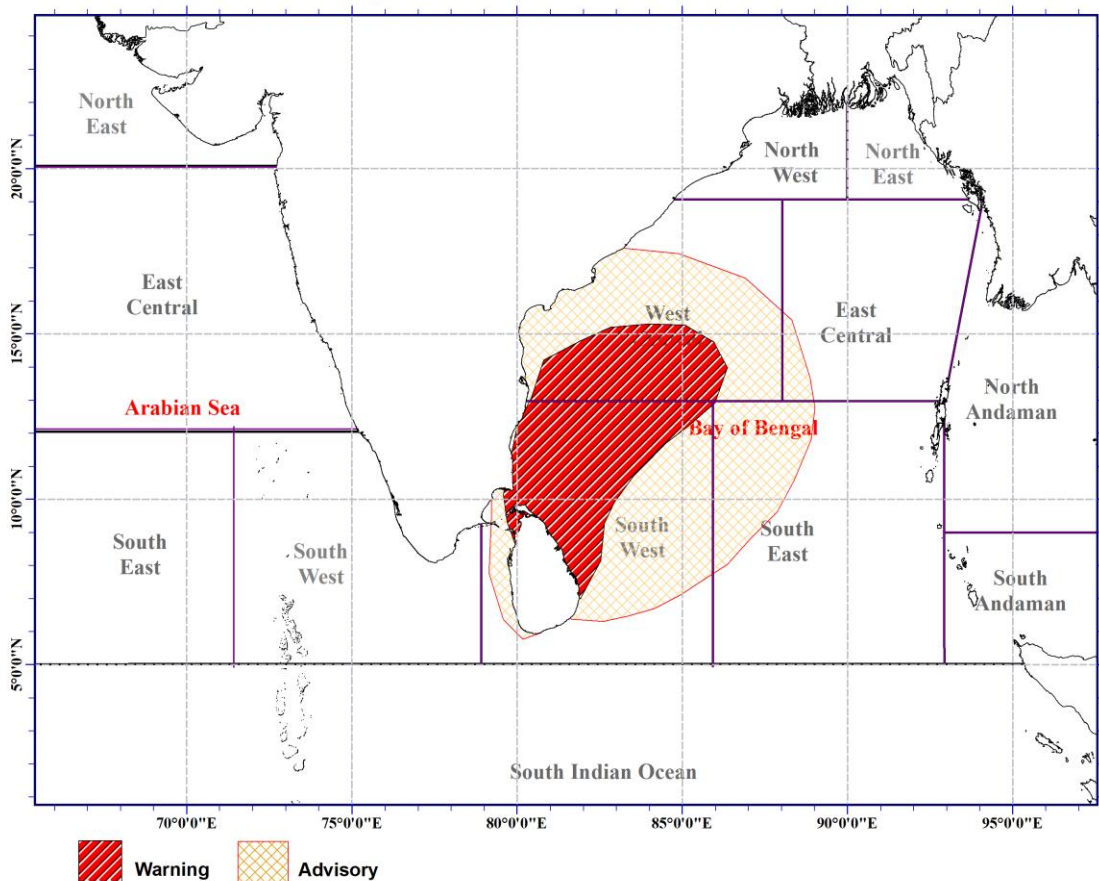 North
East
20°0'0"N
North
West
North
East
East
Central
West
East
Central
15°0'0"N
Arabian Sea
Bay of Bengal
North
Andaman
10°0'0"N
South
East
South
West
South
West
South
East
South
Andaman
5°0'0"N
South Indian Ocean
70°0'0"E
75°0'0"E
80°0'0"E
85°0'0"E
90°0'0"E
95°0'0"E
Warning
Advisory